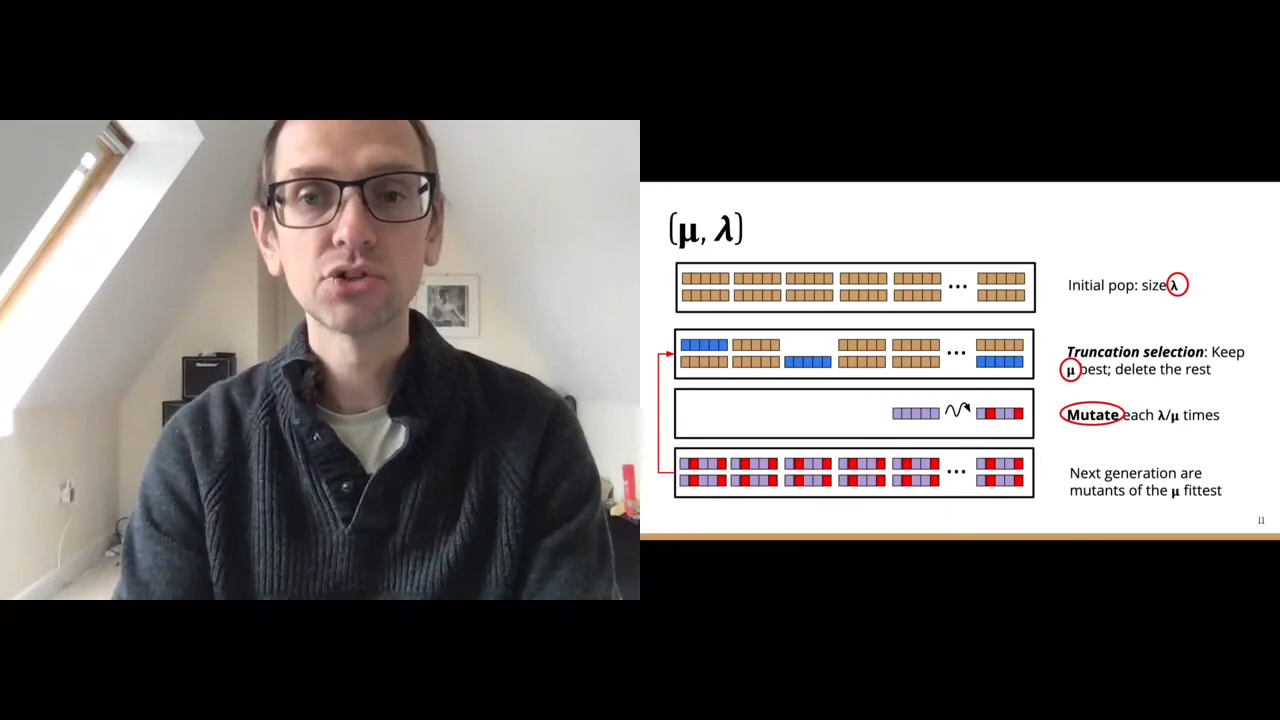 (μ, λ)
Initial pop: size λ
Truncation selection: Keep
μ best; delete the rest
Mutate each λ/μ times
Next generation are
mutants of the μ fittest
11